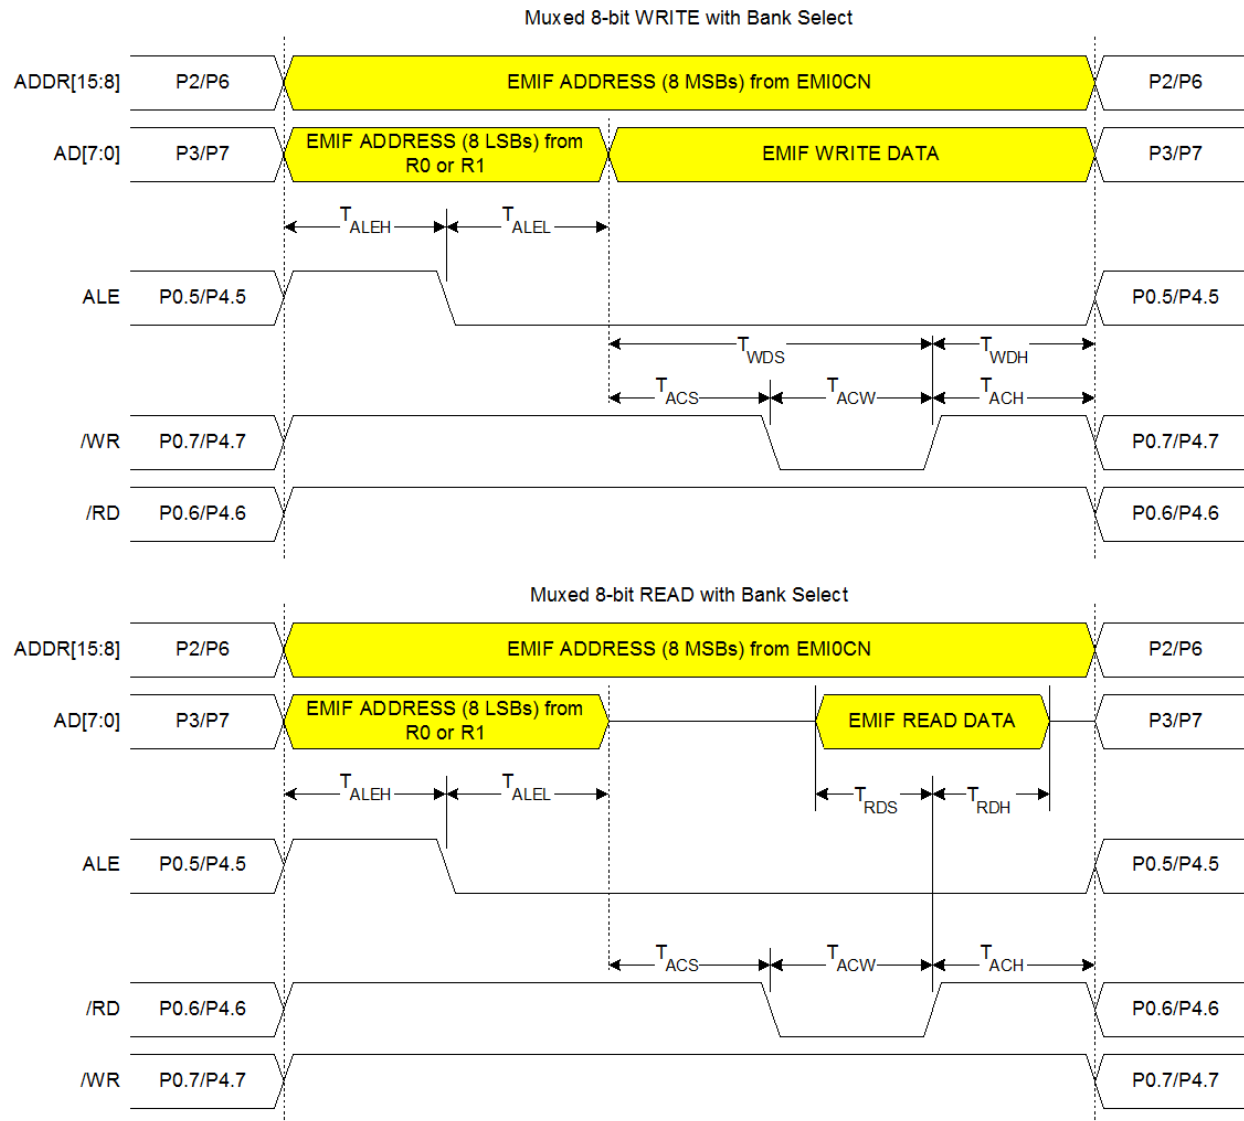 Muxed 8-bit WRITE with Bank Select
ADDR[15:8] P2/P6 EMIF ADDRESS (8 MSBs) from EMI0CN P2/P6
AD[7:0] P3/P7 EMIF ADDRESS (8 LSBs) from R0 or R1 EMIF WRITE DATA P3/P7
TALEH TALEL
ALE P0.5/P4.5 P0.5/P4.5
TWDS TWDH
TACS TACW TACH
/WR P0.7/P4.7 P0.7/P4.7
/RD P0.6/P4.6 P0.6/P4.6
Muxed 8-bit READ with Bank Select
ADDR[15:8] P2/P6 EMIF ADDRESS (8 MSBs) from EMI0CN P2/P6
AD[7:0] P3/P7 EMIF ADDRESS (8 LSBs) from R0 or R1 EMIF READ DATA P3/P7
TALEH TALEL TRDS TRDH
ALE P0.5/P4.5 P0.5/P4.5
TACS TACW TACH
/RD P0.6/P4.6 P0.6/P4.6
/WR P0.7/P4.7 P0.7/P4.7